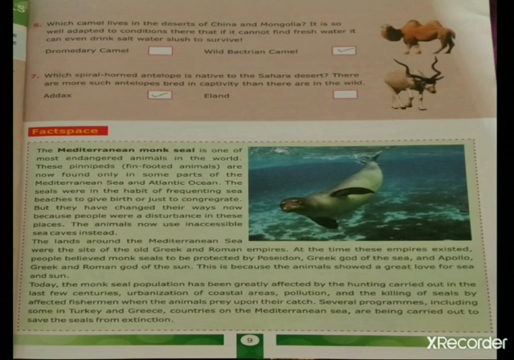 6. Which camel lives in the deserts of China and Mongolia? It is so
well adapted to conditions there that if it cannot find fresh water it
can even drink salt water slush to survive!
Dromedary Camel Wild Bactrian Camel
7. Which spiral-horned antelope is native to the Sahara desert? There
are more such antelopes bred in captivity than there are in the wild.
Addax Eland
Factspace
The Mediterranean monk seal is one of
most endangered animals in the world.
These pinnipeds (fin-footed animals) are
now found only in some parts of the
Mediterranean Sea and Atlantic Ocean. The
seals were in the habit of frequenting sea
beaches to give birth or just to congregrate.
But they have changed their ways now
because people were a disturbance in these
places. The animals now use inaccessible
sea caves instead.
The lands around the Mediterranean Sea
were the site of the old Greek and Roman empires. At the time these empires existed,
people believed monk seals to be protected by Poseidon, Greek god of the sea, and Apollo,
Greek and Roman god of the sun. This is because the animals showed a great love for sea
and sun.
Today, the monk seal population has been greatly affected by the hunting carried out in the
last few centuries, urbanization of coastal areas, pollution, and the killing of seals by
affected fishermen when the animals prey upon their catch. Several programmes, including
some in Turkey and Greece, countries on the Mediterranean sea, are being carried out to
save the seals from extinction.
9
XRecorder